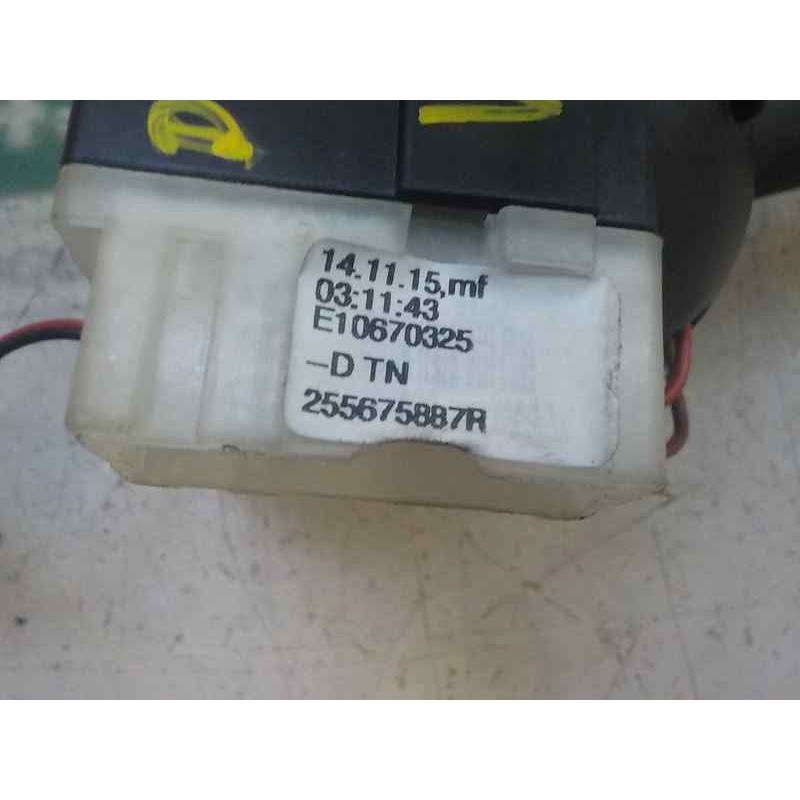 14.11.15,mf
03:11:43
E10670325
-D TN
255675887R